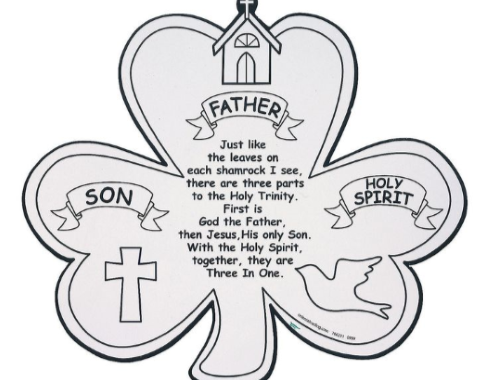 FATHER
Just like
the leaves on
each shamrock I see,
there are three parts
to the Holy Trinity.
First is
God the Father,
then Jesus,His only Son.
With the Holy Spirit,
together, they are
Three In One.
SON
HOLY
SPIRIT